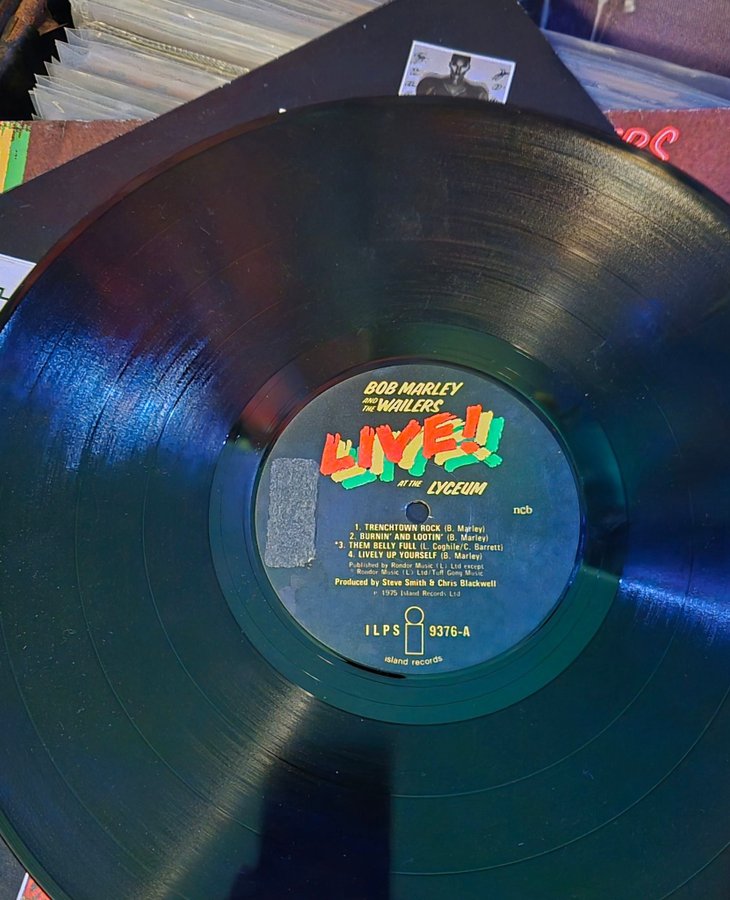 BOB MARLEY
AND THE WAILERS
LIVE!
AT THE LYCEUM
ncb
1. TRENCHTOWN ROCK (B. Marley)
2. BURNIN' AND LOOTIN' (B. Marley)
*3. THEM BELLY FULL (L. Coghile/C. Barrett)
4. LIVELY UP YOURSELF (B. Marley)
Published by Rondor Music (L) Ltd except
* Rondor Music (L) Ltd/Tuff Gong Music
Produced by Steve Smith & Chris Blackwell
℗ 1975 Island Records Ltd
ILPS 9376-A
island records